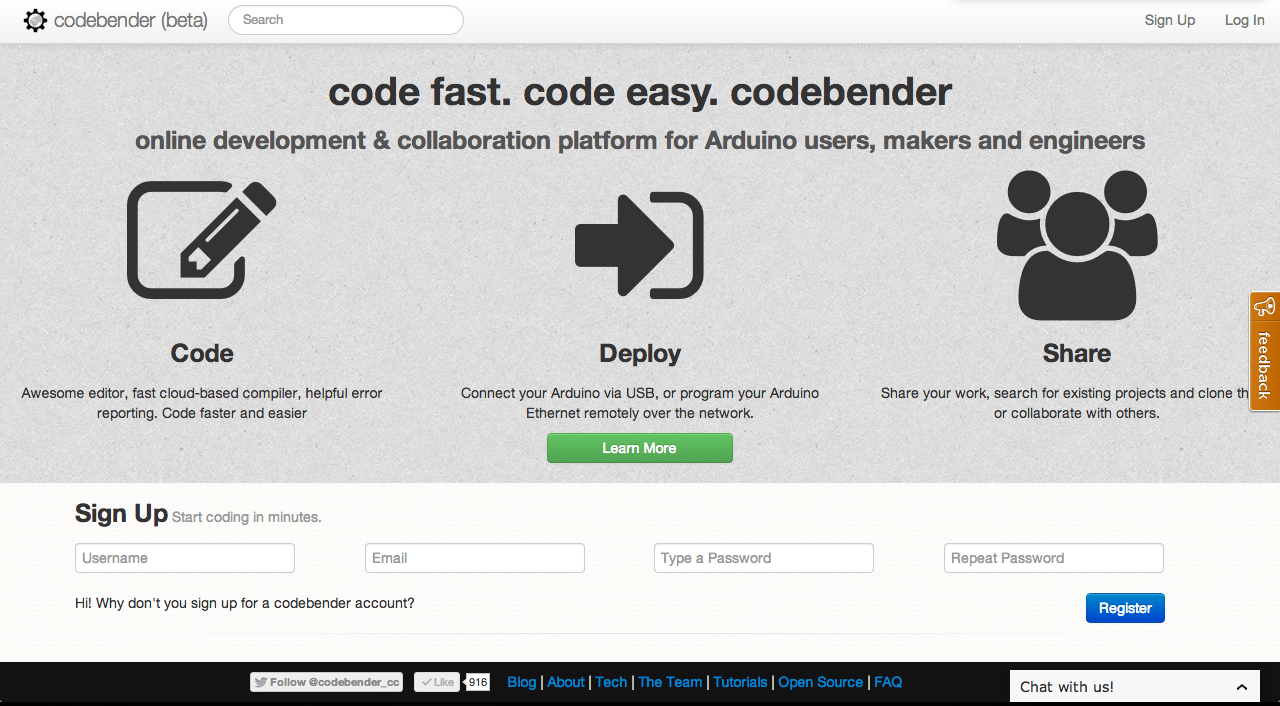 codebender (beta)
Search
Sign Up
Log In
code fast. code easy. codebender
online development & collaboration platform for Arduino users, makers and engineers
Code
Awesome editor, fast cloud-based compiler, helpful error
reporting. Code faster and easier
Deploy
Connect your Arduino via USB, or program your Arduino
Ethernet remotely over the network.
Learn More
Share
Share your work, search for existing projects and clone th
or collaborate with others.
feedback
Sign Up Start coding in minutes.
Username
Email
Type a Password
Repeat Password
Hi! Why don't you sign up for a codebender account?
Register
Follow @codebender_cc
Like
916
Blog | About | Tech | The Team | Tutorials | Open Source | FAQ
Chat with us!